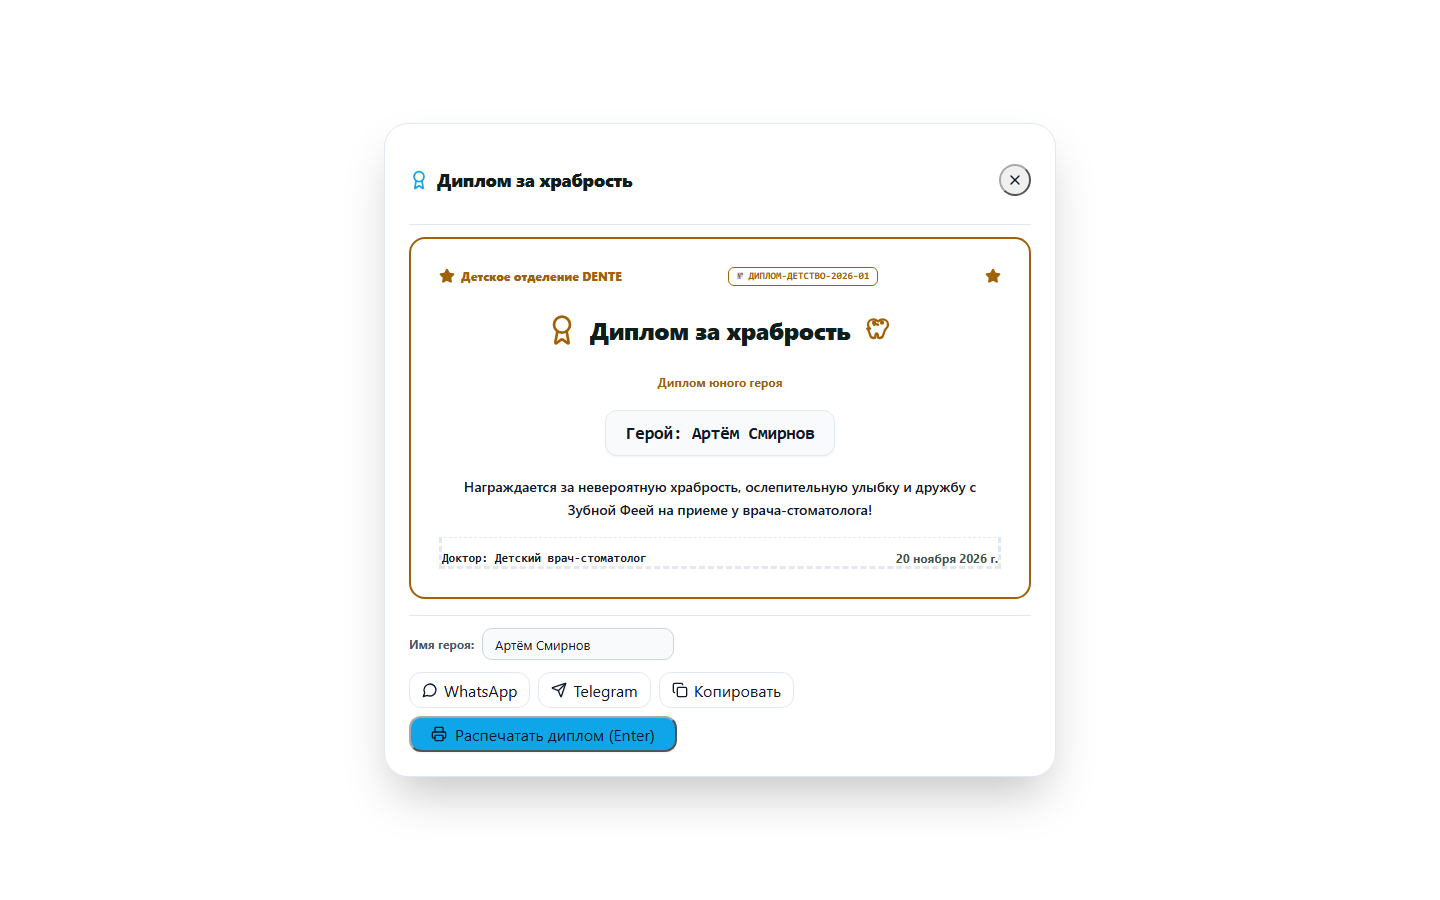 Диплом за храбрость
Детское отделение DENTE
№ ДИПЛОМ-ДЕТСТВО-2026-01
Диплом за храбрость
Диплом юного героя
Герой: Артём Смирнов
Награждается за невероятную храбрость, ослепительную улыбку и дружбу с
Зубной Феей на приеме у врача-стоматолога!
Доктор: Детский врач-стоматолог
20 ноября 2026 г.
Имя героя:
Артём Смирнов
WhatsApp
Telegram
Копировать
Распечатать диплом (Enter)